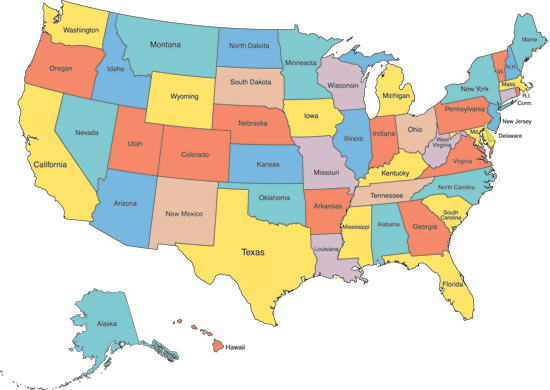 Washington
Montana
North Dakota
Minnesota
Maine
Oregon
Idaho
South Dakota
Wisconsin
Michigan
Vt.
N.H.
New York
Mass.
R.I.
Conn.
Wyoming
Nebraska
Iowa
Illinois
Indiana
Ohio
Pennsylvania
New Jersey
Md.
Delaware
Nevada
Utah
Colorado
Kansas
Missouri
Kentucky
West
Virginia
Virginia
California
Arizona
New Mexico
Oklahoma
Arkansas
Tennessee
North Carolina
South
Carolina
Texas
Louisiana
Mississippi
Alabama
Georgia
Florida
Alaska
Hawaii